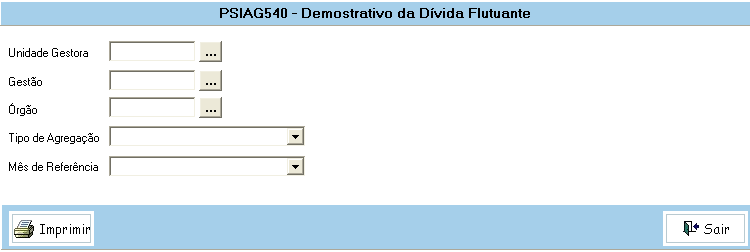 PSIAG540 - Demostrativo da Dívida Flutuante
Unidade Gestora ...
Gestão ...
Órgão ...
Tipo de Agregação
Mês de Referência
Imprimir Sair